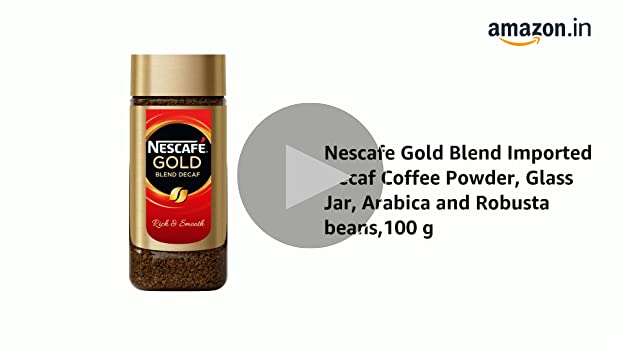 amazon.in
NESCAFÉ
GOLD
BLEND DECAF
Rich & Smooth
Nescafe Gold Blend Imported
Coffee Powder, Glass
Jar, Arabica and Robusta
beans,100 g